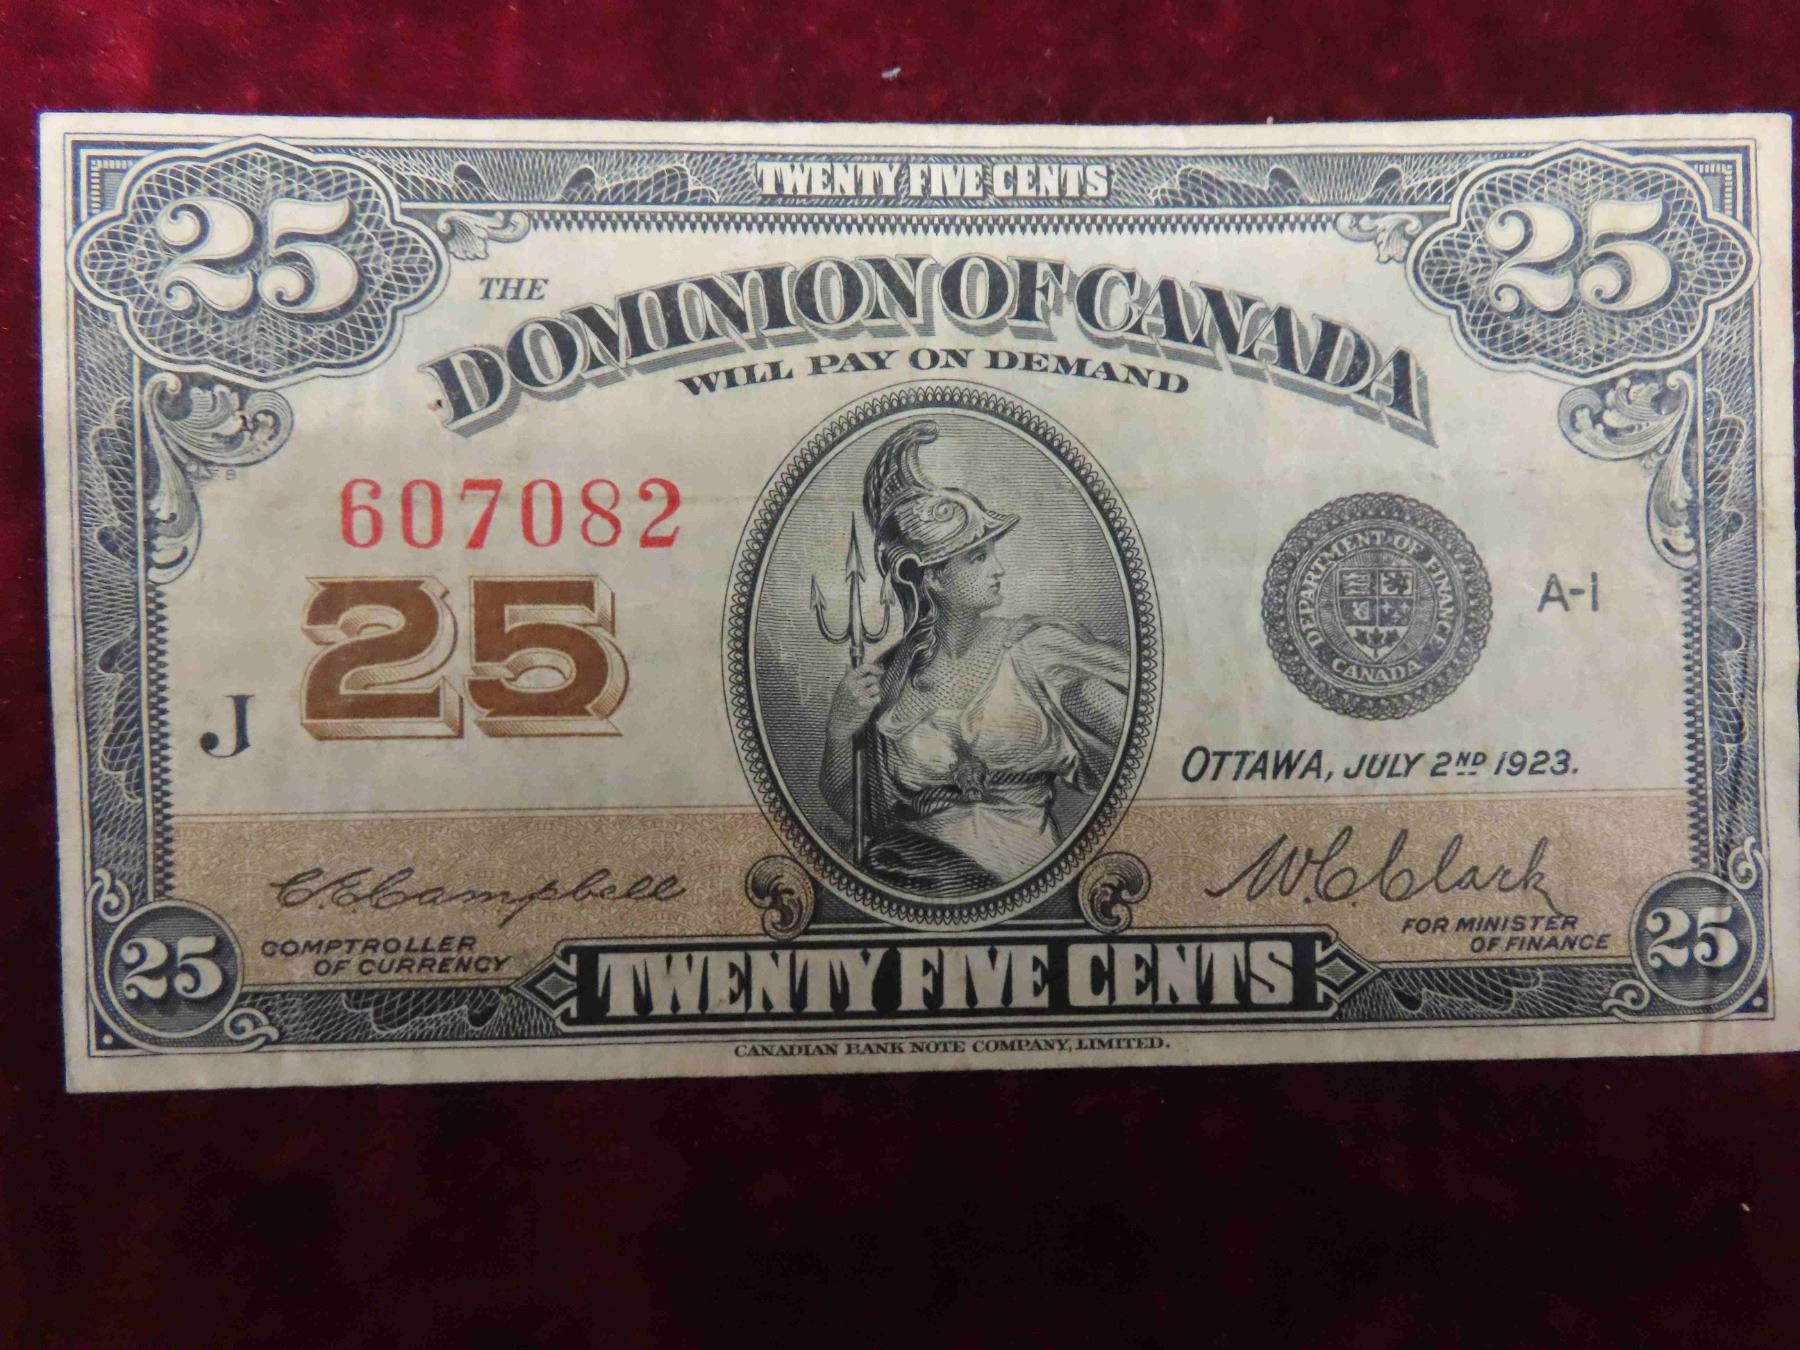 TWENTY FIVE CENTS
25 25
THE DOMINION OF CANADA
WILL PAY ON DEMAND
607082
25
J
DEPARTMENT OF FINANCE
CANADA
A-1
OTTAWA, JULY 2ND 1923.
C.E. Campbell
COMPTROLLER
OF CURRENCY
W.C. Clark
FOR MINISTER
OF FINANCE
25 TWENTY FIVE CENTS 25
CANADIAN BANK NOTE COMPANY, LIMITED.